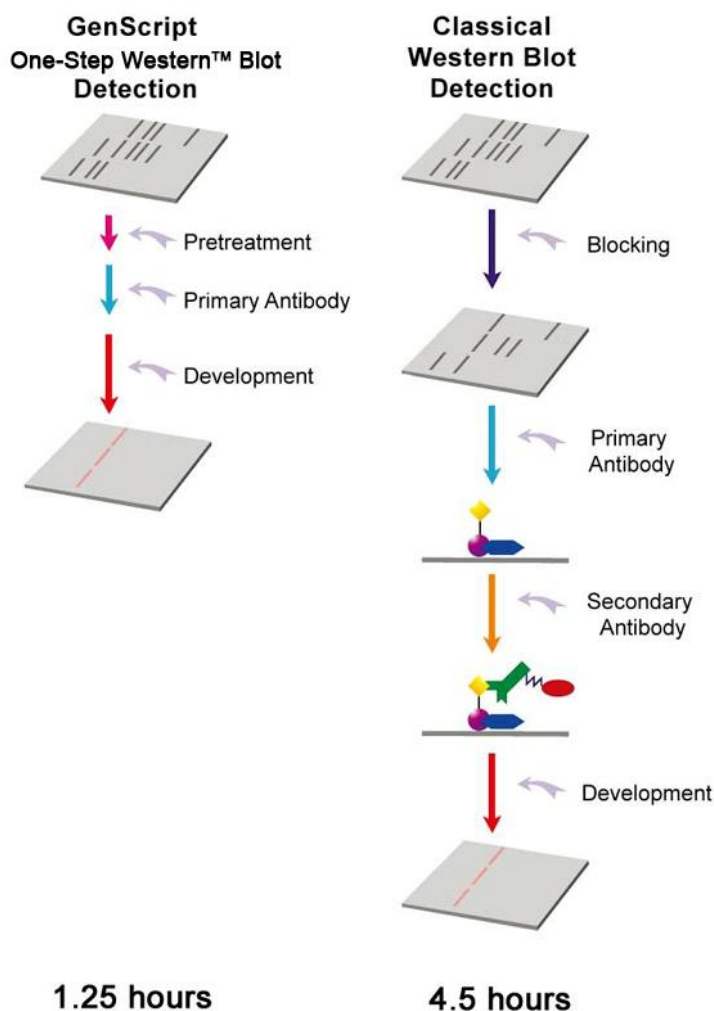 GenScript
One-Step Western™ Blot
Detection
Pretreatment
Primary Antibody
Development
1.25 hours
Classical
Western Blot
Detection
Blocking
Primary
Antibody
Secondary
Antibody
Development
4.5 hours